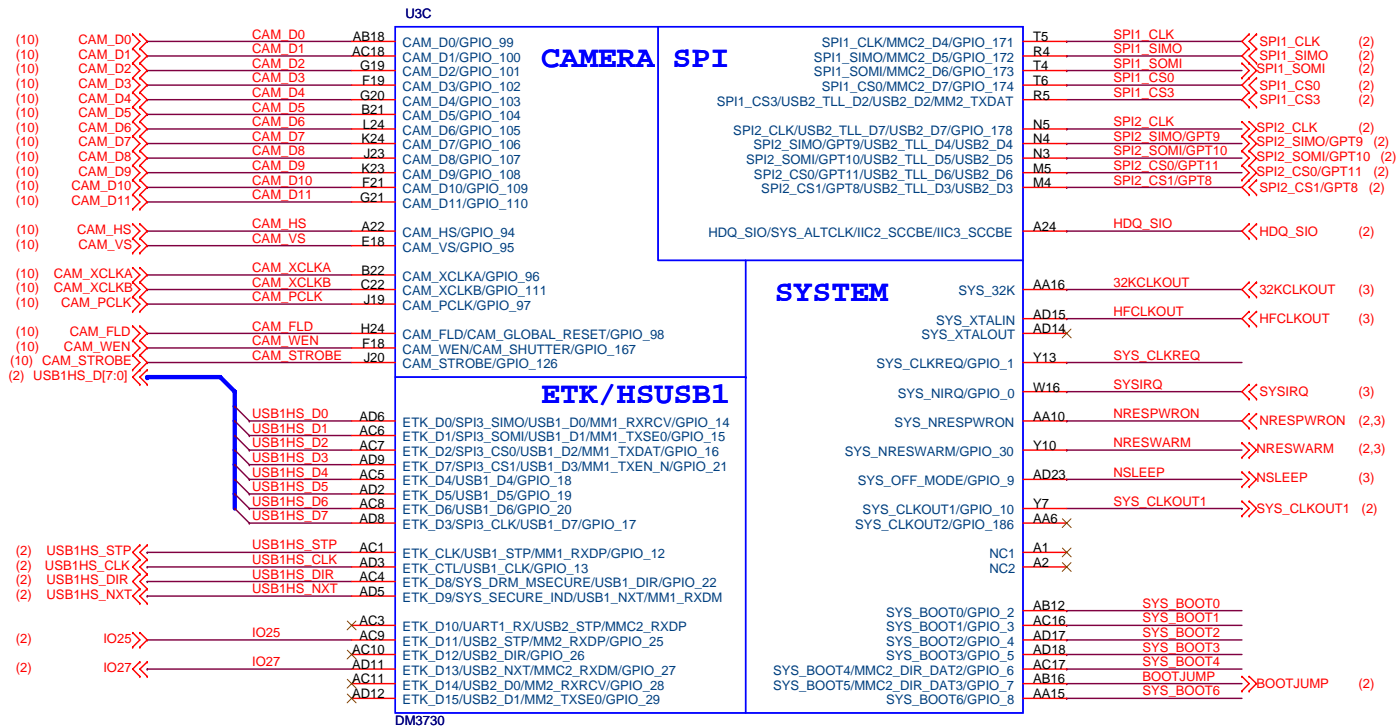 U3C
CAMERA SPI
(10) CAM_D0 CAM_D0 AB18 CAM_D0/GPIO_99
(10) CAM_D1 CAM_D1 AC18 CAM_D1/GPIO_100
(10) CAM_D2 CAM_D2 G19 CAM_D2/GPIO_101
(10) CAM_D3 CAM_D3 F19 CAM_D3/GPIO_102
(10) CAM_D4 CAM_D4 G20 CAM_D4/GPIO_103
(10) CAM_D5 CAM_D5 B21 CAM_D5/GPIO_104
(10) CAM_D6 CAM_D6 L24 CAM_D6/GPIO_105
(10) CAM_D7 CAM_D7 K24 CAM_D7/GPIO_106
(10) CAM_D8 CAM_D8 J23 CAM_D8/GPIO_107
(10) CAM_D9 CAM_D9 K23 CAM_D9/GPIO_108
(10) CAM_D10 CAM_D10 F21 CAM_D10/GPIO_109
(10) CAM_D11 CAM_D11 G21 CAM_D11/GPIO_110
(10) CAM_HS CAM_HS A22 CAM_HS/GPIO_94
(10) CAM_VS CAM_VS E18 CAM_VS/GPIO_95
(10) CAM_XCLKA CAM_XCLKA B22 CAM_XCLKA/GPIO_96
(10) CAM_XCLKB CAM_XCLKB C22 CAM_XCLKB/GPIO_111
(10) CAM_PCLK CAM_PCLK J19 CAM_PCLK/GPIO_97
(10) CAM_FLD CAM_FLD H24 CAM_FLD/CAM_GLOBAL_RESET/GPIO_98
(10) CAM_WEN CAM_WEN F18 CAM_WEN/CAM_SHUTTER/GPIO_167
(10) CAM_STROBE CAM_STROBE J20 CAM_STROBE/GPIO_126
(2) USB1HS_D[7:0]
ETK/HSUSB1
USB1HS_D0 AD6 ETK_D0/SPI3_SIMO/USB1_D0/MM1_RXRCV/GPIO_14
USB1HS_D1 AC6 ETK_D1/SPI3_SOMI/USB1_D1/MM1_TXSE0/GPIO_15
USB1HS_D2 AC7 ETK_D2/SPI3_CS0/USB1_D2/MM1_TXDAT/GPIO_16
USB1HS_D3 AD9 ETK_D7/SPI3_CS1/USB1_D3/MM1_TXEN_N/GPIO_21
USB1HS_D4 AC5 ETK_D4/USB1_D4/GPIO_18
USB1HS_D5 AD2 ETK_D5/USB1_D5/GPIO_19
USB1HS_D6 AC8 ETK_D6/USB1_D6/GPIO_20
USB1HS_D7 AD8 ETK_D3/SPI3_CLK/USB1_D7/GPIO_17
(2) USB1HS_STP USB1HS_STP AC1 ETK_CLK/USB1_STP/MM1_RXDP/GPIO_12
(2) USB1HS_CLK USB1HS_CLK AD3 ETK_CTL/USB1_CLK/GPIO_13
(2) USB1HS_DIR USB1HS_DIR AC4 ETK_D8/SYS_DRM_MSECURE/USB1_DIR/GPIO_22
(2) USB1HS_NXT USB1HS_NXT AD5 ETK_D9/SYS_SECURE_IND/USB1_NXT/MM1_RXDM
AC3 ETK_D10/UART1_RX/USB2_STP/MMC2_RXDP
(2) IO25 IO25 AC9 ETK_D11/USB2_STP/MM2_RXDP/GPIO_25
AC10 ETK_D12/USB2_DIR/GPIO_26
(2) IO27 IO27 AD11 ETK_D13/USB2_NXT/MMC2_RXDM/GPIO_27
AC11 ETK_D14/USB2_D0/MM2_RXRCV/GPIO_28
AD12 ETK_D15/USB2_D1/MM2_TXSE0/GPIO_29
DM3730
SPI1_CLK/MMC2_D4/GPIO_171 T5 SPI1_CLK SPI1_CLK (2)
SPI1_SIMO/MMC2_D5/GPIO_172 R4 SPI1_SIMO SPI1_SIMO (2)
SPI1_SOMI/MMC2_D6/GPIO_173 T4 SPI1_SOMI SPI1_SOMI (2)
SPI1_CS0/MMC2_D7/GPIO_174 T6 SPI1_CS0 SPI1_CS0 (2)
SPI1_CS3/USB2_TLL_D2/USB2_D2/MM2_TXDAT R5 SPI1_CS3 SPI1_CS3 (2)
SPI2_CLK/USB2_TLL_D7/USB2_D7/GPIO_178 N5 SPI2_CLK SPI2_CLK (2)
SPI2_SIMO/GPT9/USB2_TLL_D4/USB2_D4 N4 SPI2_SIMO/GPT9 SPI2_SIMO/GPT9 (2)
SPI2_SOMI/GPT10/USB2_TLL_D5/USB2_D5 N3 SPI2_SOMI/GPT10 SPI2_SOMI/GPT10 (2)
SPI2_CS0/GPT11/USB2_TLL_D6/USB2_D6 M5 SPI2_CS0/GPT11 SPI2_CS0/GPT11 (2)
SPI2_CS1/GPT8/USB2_TLL_D3/USB2_D3 M4 SPI2_CS1/GPT8 SPI2_CS1/GPT8 (2)
HDQ_SIO/SYS_ALTCLK/IIC2_SCCBE/IIC3_SCCBE A24 HDQ_SIO HDQ_SIO (2)
SYSTEM
SYS_32K AA16 32KCLKOUT 32KCLKOUT (3)
SYS_XTALIN AD15 HFCLKOUT HFCLKOUT (3)
SYS_XTALOUT AD14
SYS_CLKREQ/GPIO_1 Y13 SYS_CLKREQ
SYS_NIRQ/GPIO_0 W16 SYSIRQ SYSIRQ (3)
SYS_NRESPWRON AA10 NRESPWRON NRESPWRON (2,3)
SYS_NRESWARM/GPIO_30 Y10 NRESWARM NRESWARM (2,3)
SYS_OFF_MODE/GPIO_9 AD23 NSLEEP NSLEEP (3)
SYS_CLKOUT1/GPIO_10 Y7 SYS_CLKOUT1 SYS_CLKOUT1 (2)
SYS_CLKOUT2/GPIO_186 AA6
NC1 A1
NC2 A2
SYS_BOOT0/GPIO_2 AB12 SYS_BOOT0
SYS_BOOT1/GPIO_3 AC16 SYS_BOOT1
SYS_BOOT2/GPIO_4 AD17 SYS_BOOT2
SYS_BOOT3/GPIO_5 AD18 SYS_BOOT3
SYS_BOOT4/MMC2_DIR_DAT2/GPIO_6 AC17 SYS_BOOT4
SYS_BOOT5/MMC2_DIR_DAT3/GPIO_7 AB16 BOOTJUMP BOOTJUMP (2)
SYS_BOOT6/GPIO_8 AA15 SYS_BOOT6